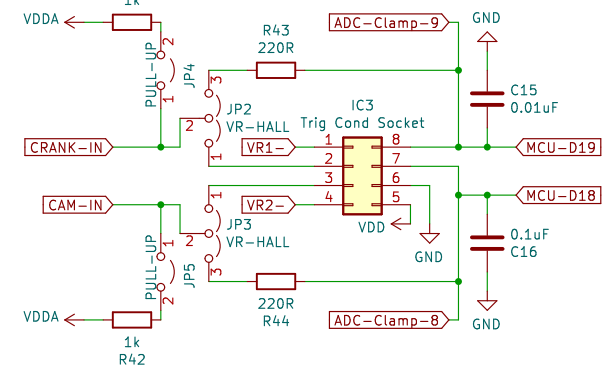 1k
VDDA
2
PULL-UP
1
JP4
R43
220R
3
JP2
2
VR-HALL
1
ADC-Clamp-9
GND
C15
0.01uF
IC3
Trig Cond Socket
CRANK-IN
VR1-
1
8
MCU-D19
2
7
3
6
CAM-IN
VR2-
4
5
MCU-D18
VDD
GND
1
JP3
2
VR-HALL
3
PULL-UP
1
JP5
2
0.1uF
C16
220R
R44
VDDA
ADC-Clamp-8
GND
1k
R42